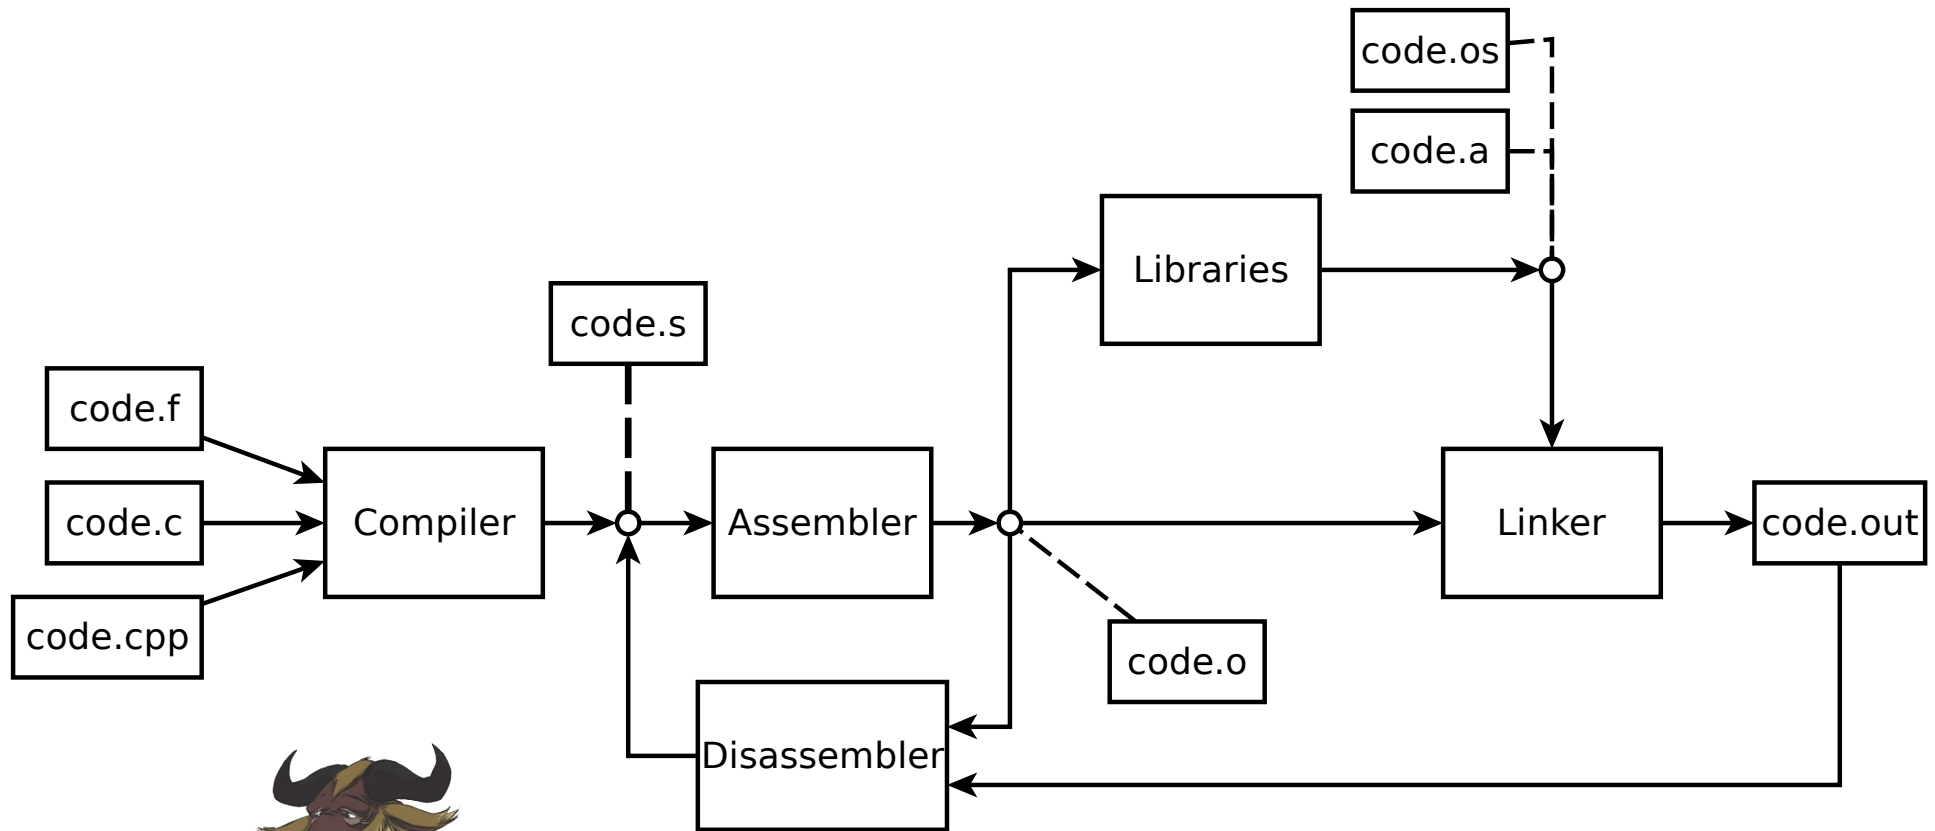 code.os
code.a
Libraries
code.s
code.f
code.c
Compiler
Assembler
Linker
code.out
code.cpp
code.o
Disassembler